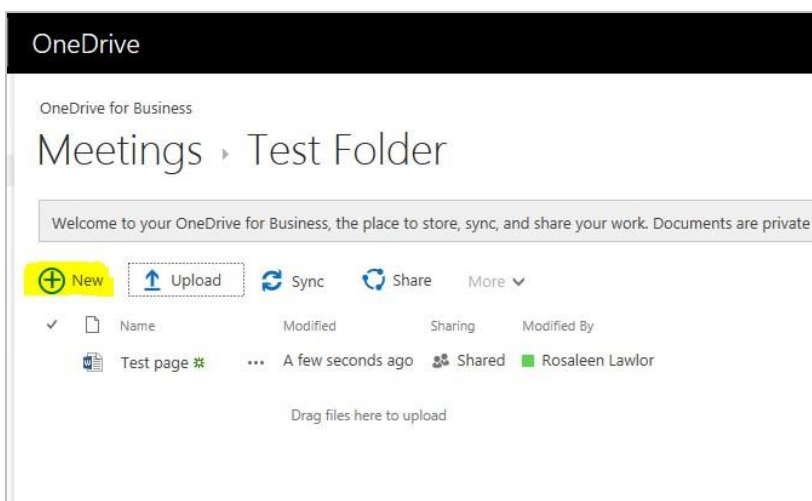 OneDrive
OneDrive for Business
Meetings › Test Folder
Welcome to your OneDrive for Business, the place to store, sync, and share your work. Documents are private
New Upload Sync Share More
Name Modified Sharing Modified By
Test page ... A few seconds ago Shared Rosaleen Lawlor
Drag files here to upload